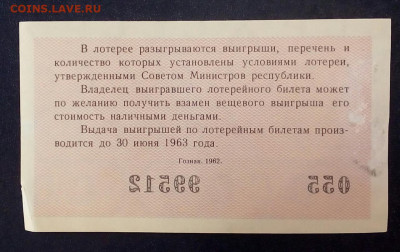 COINS.LAVE.RU
В лотерее разыгрываются выигрыши, перечень и
количество которых установлены условиями лотереи,
утвержденными Советом Министров республики.
Владелец выигравшего лотерейного билета может
по желанию получить взамен вещевого выигрыша его
стоимость наличными деньгами.
Выдача выигрышей по лотерейным билетам произ-
водится до 30 июня 1963 года.
Гознак. 1962.
99512 055